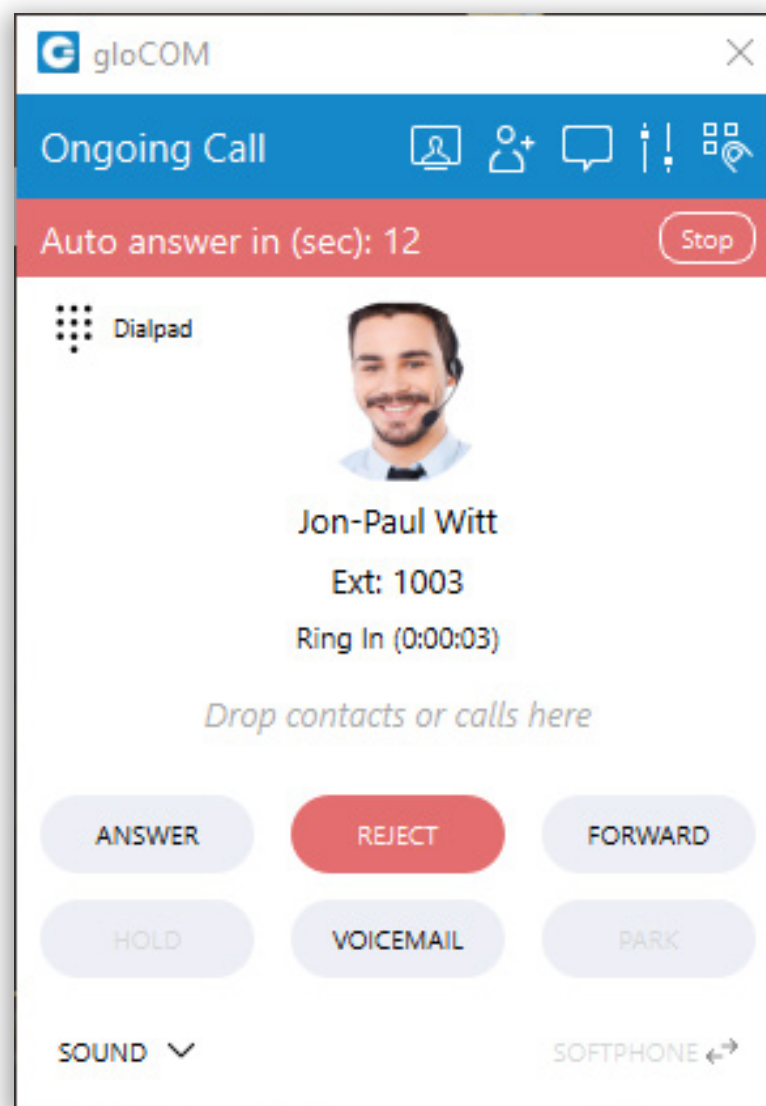 gloCOM
Ongoing Call
Auto answer in (sec): 12
Stop
Dialpad
Jon-Paul Witt
Ext: 1003
Ring In (0:00:03)
Drop contacts or calls here
ANSWER
REJECT
FORWARD
HOLD
VOICEMAIL
PARK
SOUND
SOFTPHONE